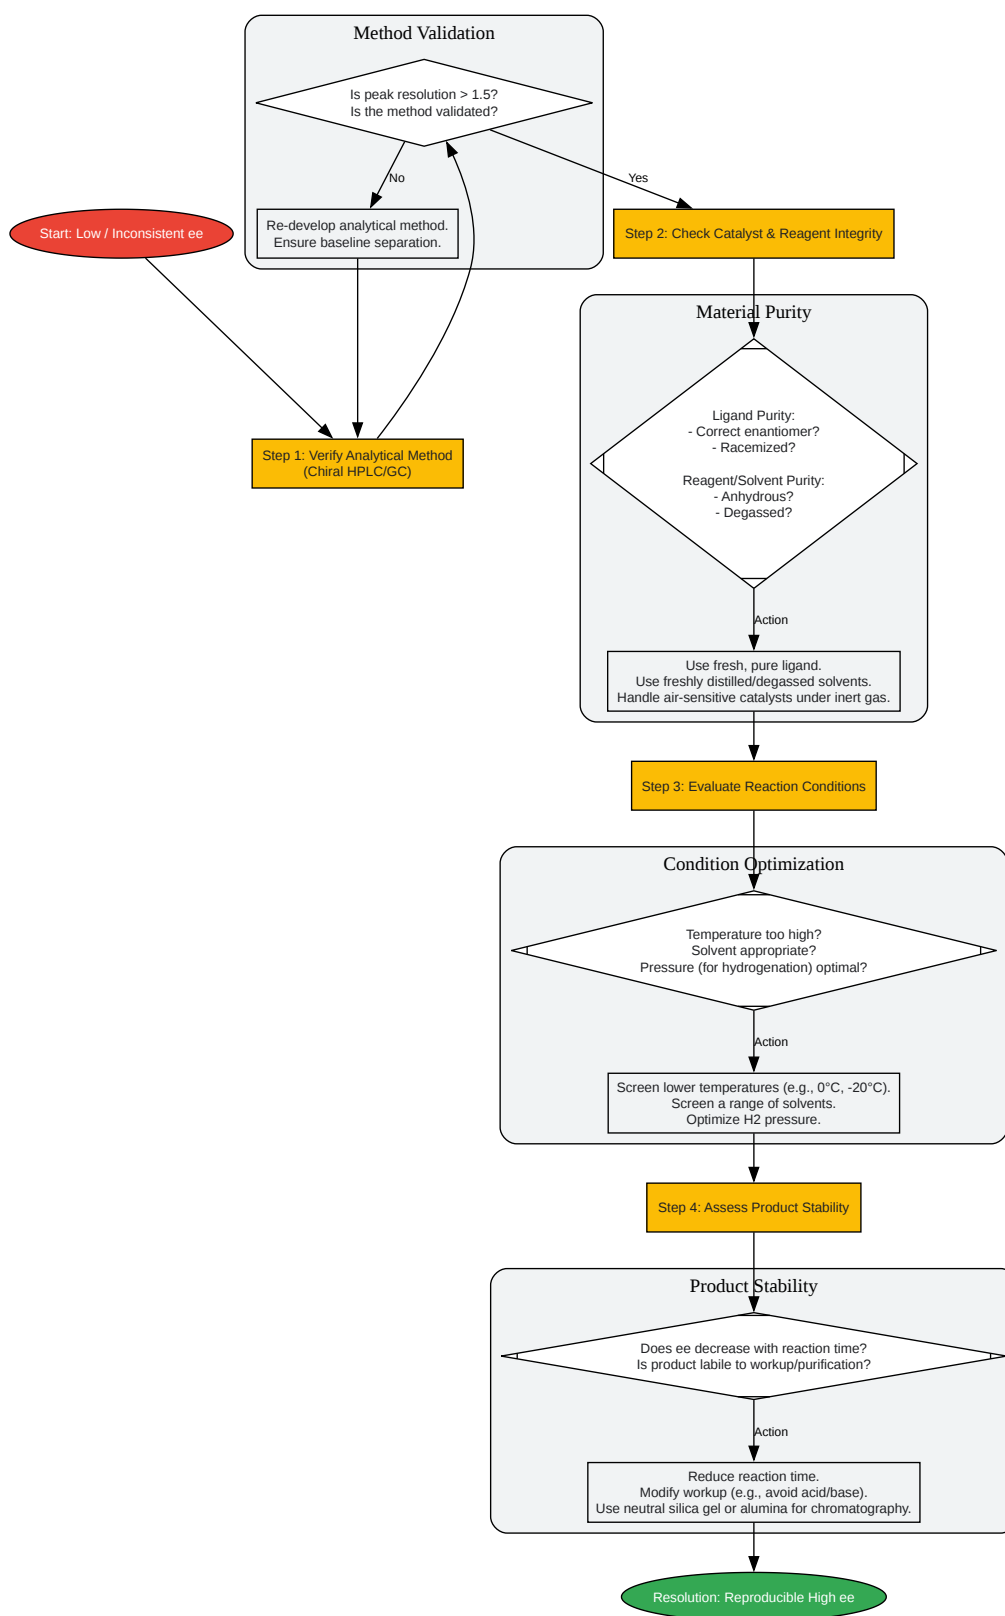 Method Validation
Is peak resolution > 1.5?
Is the method validated?
No
Yes
Re-develop analytical method.
Ensure baseline separation.
Start: Low / Inconsistent ee
Step 2: Check Catalyst & Reagent Integrity
Material Purity
Ligand Purity:
- Correct enantiomer?
- Racemized?
Reagent/Solvent Purity:
- Anhydrous?
- Degassed?
Step 1: Verify Analytical Method
(Chiral HPLC/GC)
Action
Use fresh, pure ligand.
Use freshly distilled/degassed solvents.
Handle air-sensitive catalysts under inert gas.
Step 3: Evaluate Reaction Conditions
Condition Optimization
Temperature too high?
Solvent appropriate?
Pressure (for hydrogenation) optimal?
Action
Screen lower temperatures (e.g., 0°C, -20°C).
Screen a range of solvents.
Optimize H2 pressure.
Step 4: Assess Product Stability
Product Stability
Does ee decrease with reaction time?
Is product labile to workup/purification?
Action
Reduce reaction time.
Modify workup (e.g., avoid acid/base).
Use neutral silica gel or alumina for chromatography.
Resolution: Reproducible High ee